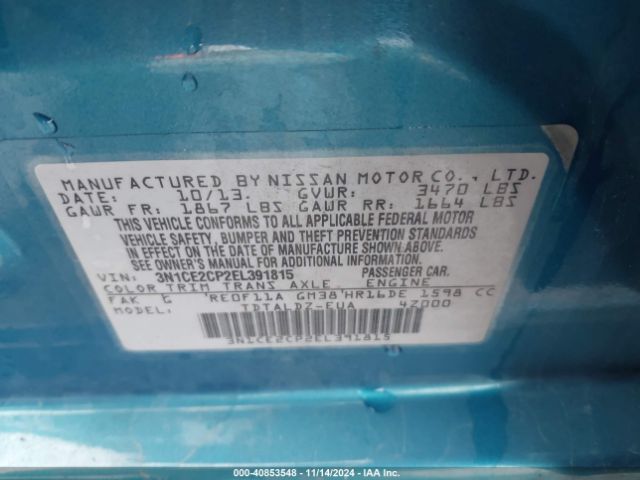 MANUFACTURED BY NISSAN MOTOR CO., LTD.
DATE: 10/13. GVWR: 3470 LBS
GAWR FR: 1867 LBS GAWR RR: 1664 LBS
THIS VEHICLE CONFORMS TO ALL APPLICABLE FEDERAL MOTOR
VEHICLE SAFETY, BUMPER AND THEFT PREVENTION STANDARDS
IN EFFECT ON THE DATE OF MANUFACTURE SHOWN ABOVE.
SEE OWNER'S MANUAL FOR ADDITIONAL INFORMATION.
VIN: 3N1CE2CP2EL391815 PASSENGER CAR.
COLOR TRIM TRANS AXLE ENGINE
FAK G RE0F11A GM38 HR16DE 1598 CC
MODEL: TDTALDZ-EUA 4Z000
3N1CE2CP2EL391815
000-40853548 - 11/14/2024 - IAA Inc.